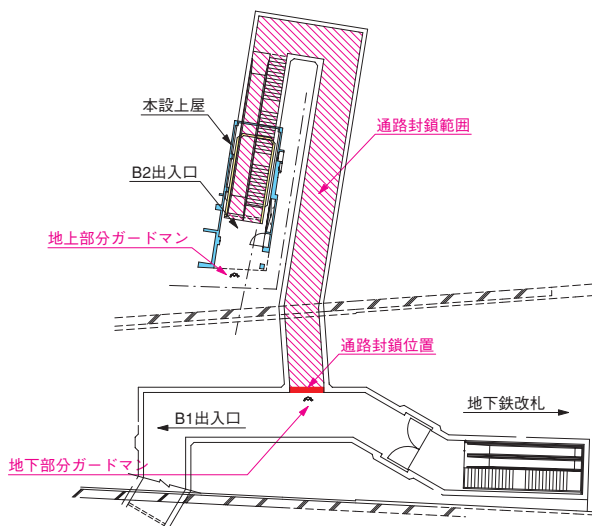 本設上屋
通路封鎖範囲
B2出入口
地上部分ガードマン
通路封鎖位置
地下鉄改札
B1出入口
地下部分ガードマン